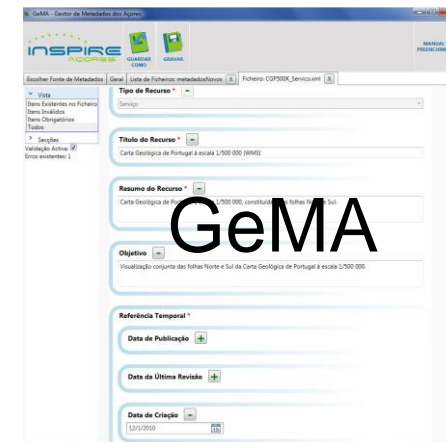 GeMA - Gestor de Metadados dos Açores
INSPIRE
AÇORES
GUARDAR COMO
GRAVAR
MANUAL
PREENCHIM
Escolher Fonte de Metadados Geral Lista de Ficheiros: metadadosNovos X Ficheiro: CGP500K_Servico.xml X
Vista
Itens Existentes no Ficheiro
Itens Inválidos
Itens Obrigatórios
Todos
Secções
Validação Activa:
Erros existentes: 1
Tipo de Recurso *
Serviço
Título do Recurso *
Carta Geológica de Portugal à escala 1/500 000 (WMS)
Resumo do Recurso *
Carta Geológica de Portugal 1/500 000, constituída folhas Norte e Sul.
GeMA
Objetivo
Visualização conjunta das folhas Norte e Sul da Carta Geológica de Portugal à escala 1/500 000.
Referência Temporal *
Data de Publicação +
Data da Última Revisão +
Data de Criação
12/1/2010
15